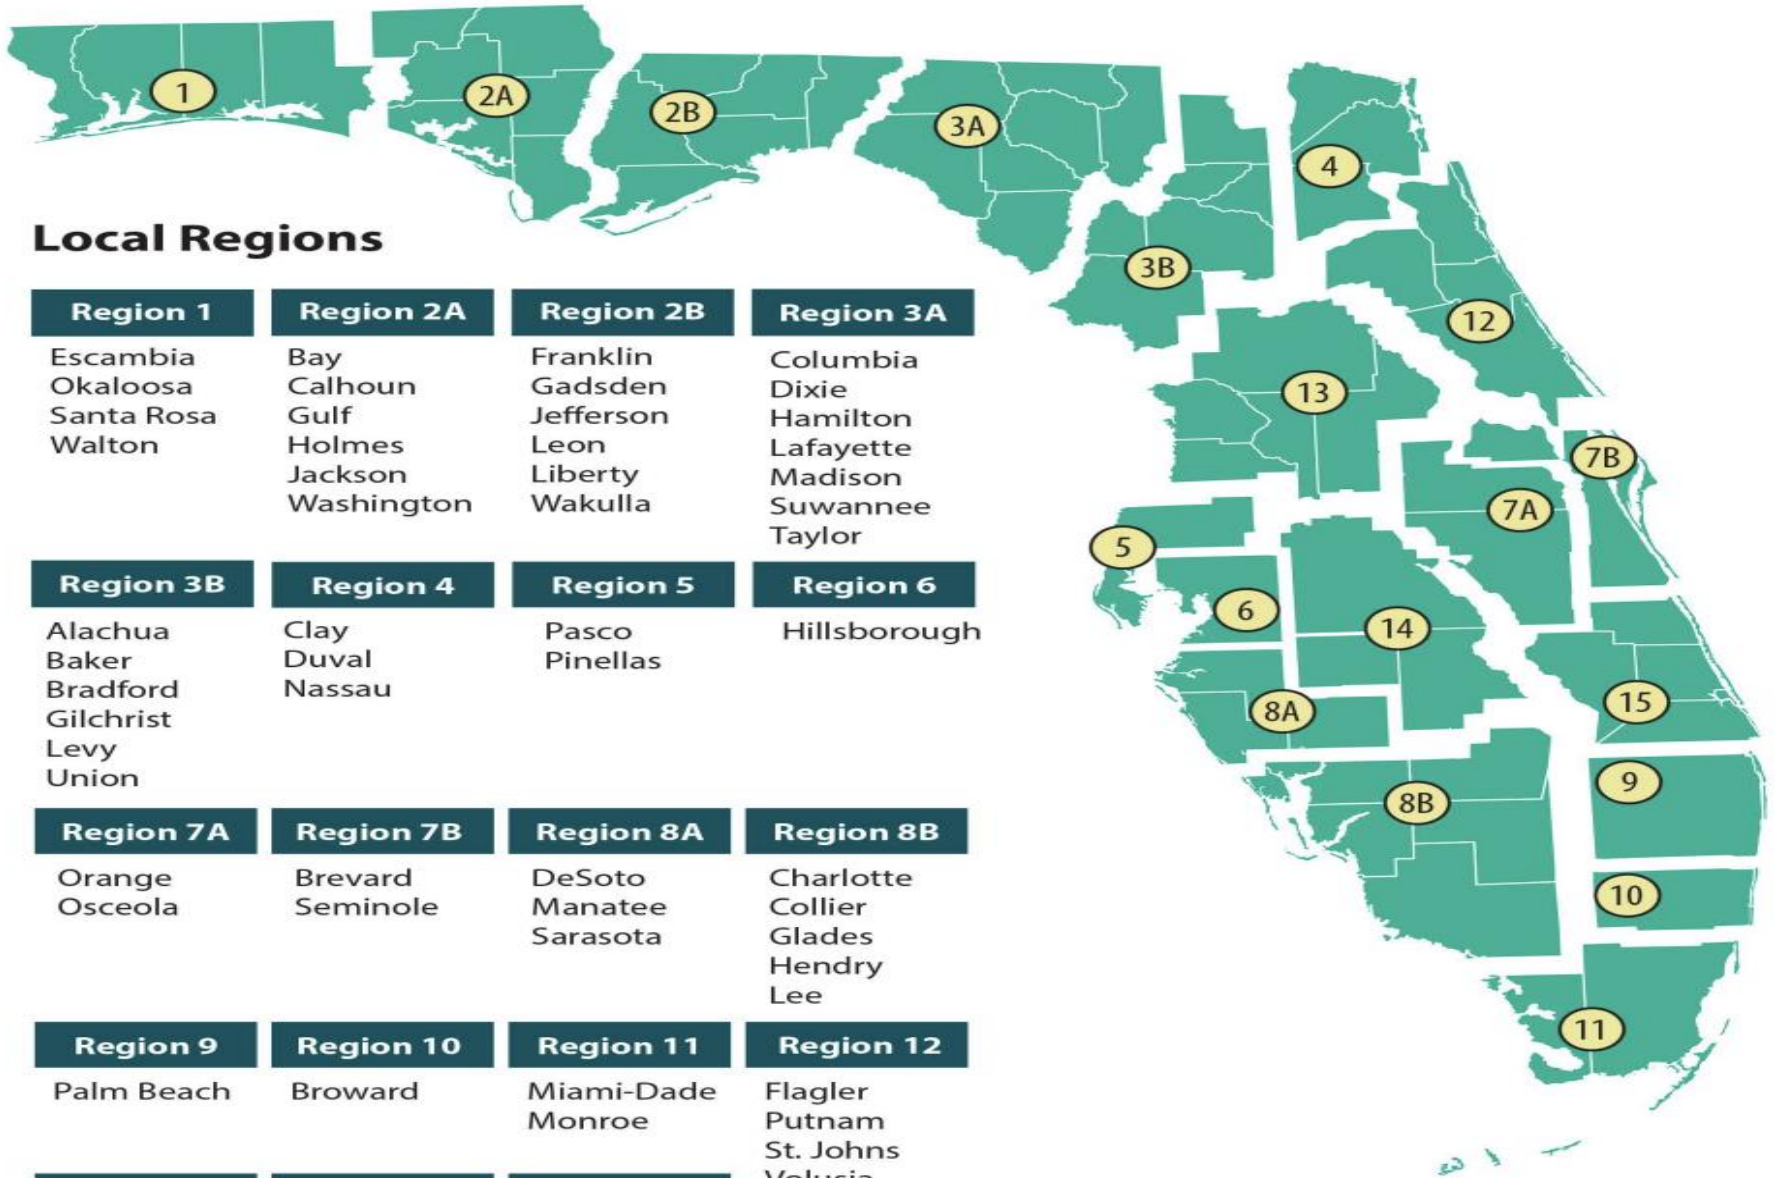 1
2A
2B
3A
4
3B
12
13
7B
7A
5
6
14
8A
15
9
8B
10
11
Local Regions
Region 1
Escambia
Okaloosa
Santa Rosa
Walton
Region 2A
Bay
Calhoun
Gulf
Holmes
Jackson
Washington
Region 2B
Franklin
Gadsden
Jefferson
Leon
Liberty
Wakulla
Region 3A
Columbia
Dixie
Hamilton
Lafayette
Madison
Suwannee
Taylor
Region 3B
Alachua
Baker
Bradford
Gilchrist
Levy
Union
Region 4
Clay
Duval
Nassau
Region 5
Pasco
Pinellas
Region 6
Hillsborough
Region 7A
Orange
Osceola
Region 7B
Brevard
Seminole
Region 8A
DeSoto
Manatee
Sarasota
Region 8B
Charlotte
Collier
Glades
Hendry
Lee
Region 9
Palm Beach
Region 10
Broward
Region 11
Miami-Dade
Monroe
Region 12
Flagler
Putnam
St. Johns
Volusia